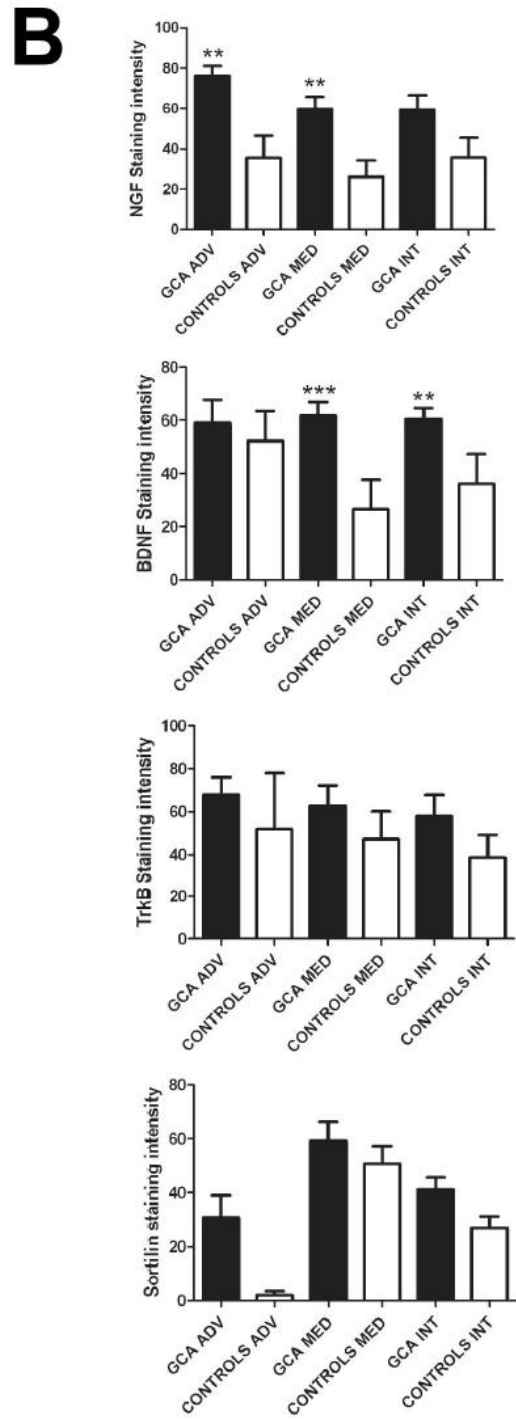 B
NGF Staining intensity
100
80
60
40
20
0
** **
GCA ADV
CONTROLS ADV
GCA MED
CONTROLS MED
GCA INT
CONTROLS INT
BDNF Staining intensity
80
60
40
20
0
*** **
GCA ADV
CONTROLS ADV
GCA MED
CONTROLS MED
GCA INT
CONTROLS INT
TrkB Staining intensity
100
80
60
40
20
0
GCA ADV
CONTROLS ADV
GCA MED
CONTROLS MED
GCA INT
CONTROLS INT
Sortilin staining intensity
80
60
40
20
0
GCA ADV
CONTROLS ADV
GCA MED
CONTROLS MED
GCA INT
CONTROLS INT